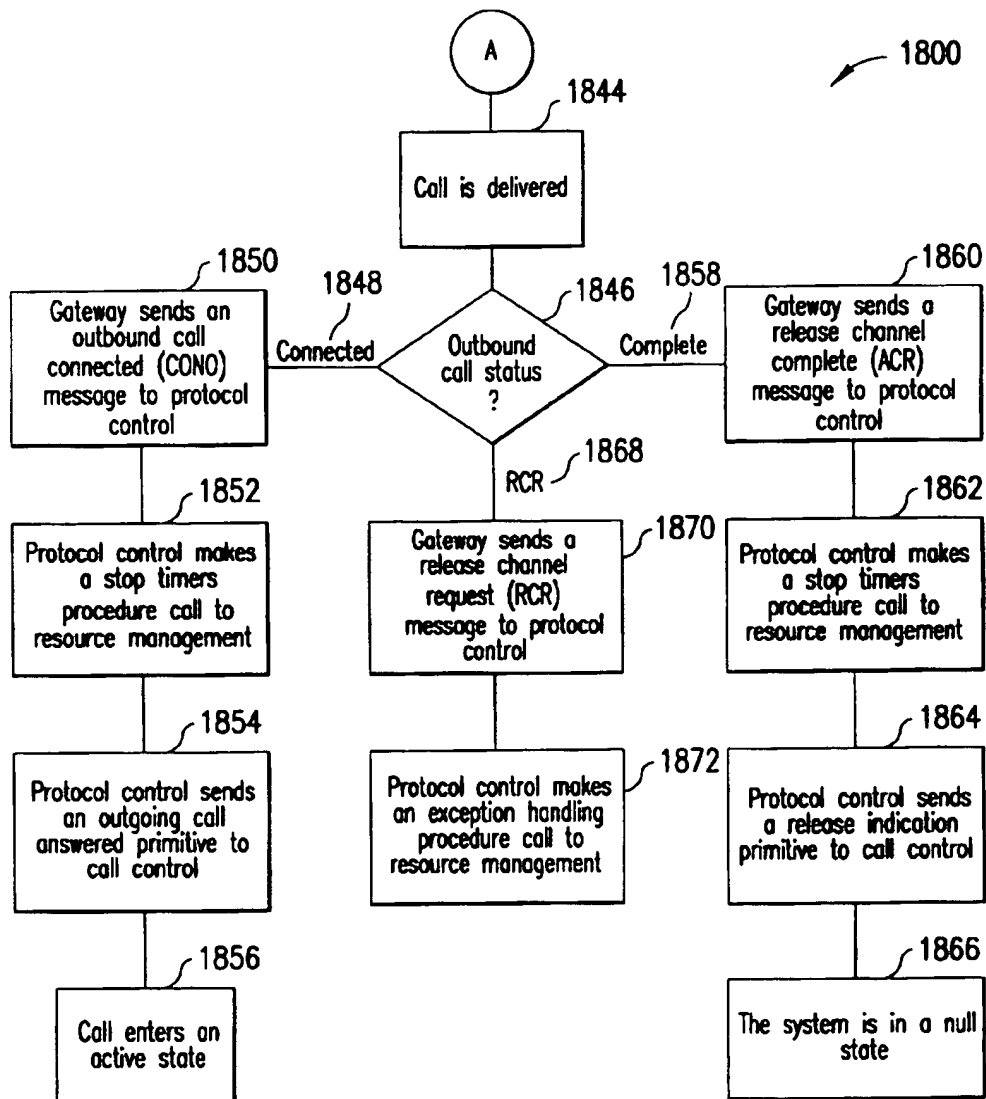 A
1800
1844
Call is delivered
1850
Gateway sends an
outbound call
connected (CONO)
message to protocol
control
1848
Connected
1846
Outbound
call status
?
1858
Complete
1860
Gateway sends a
release channel
complete (ACR)
message to protocol
control
1868
RCR
1852
Protocol control makes
a stop timers
procedure call to
resource management
1870
Gateway sends a
release channel
request (RCR)
message to protocol
control
1862
Protocol control makes
a stop timers
procedure call to
resource management
1854
Protocol control sends
an outgoing call
answered primitive to
call control
1872
Protocol control makes
an exception handling
procedure call to
resource management
1864
Protocol control sends
a release indication
primitive to call control
1856
Call enters an
active state
1866
The system is in a null
state